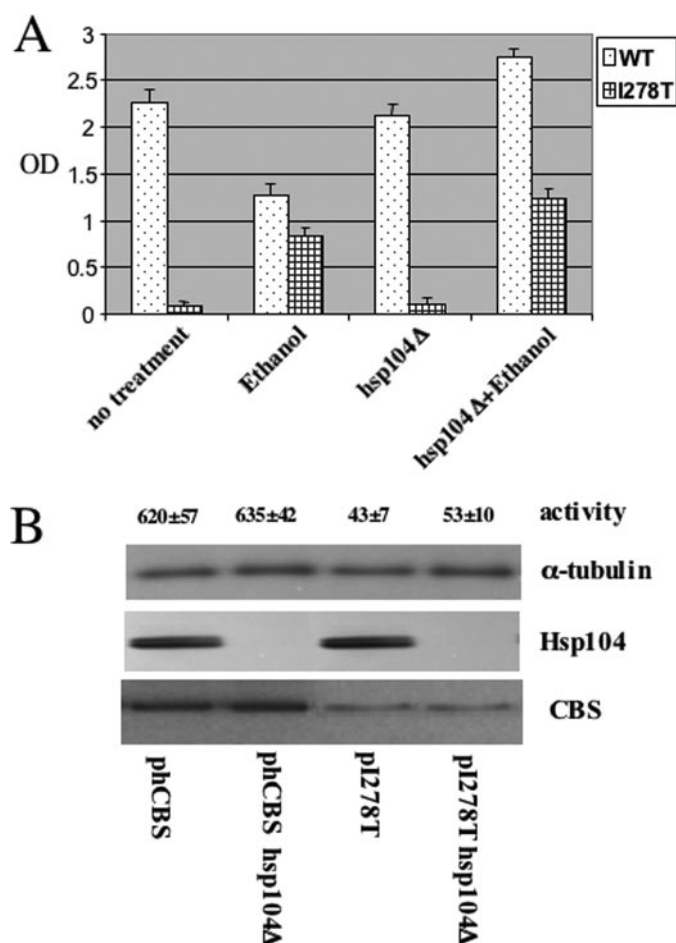 A
3
2.5
2
1.5
1
0.5
0
OD
WT
I278T
no treatment
Ethanol
hsp104Δ
hsp104Δ+Ethanol
B
620±57 635±42 43±7 53±10 activity
α-tubulin
Hsp104
CBS
phCBS
phCBS hsp104Δ
pI278T
pI278T hsp104Δ